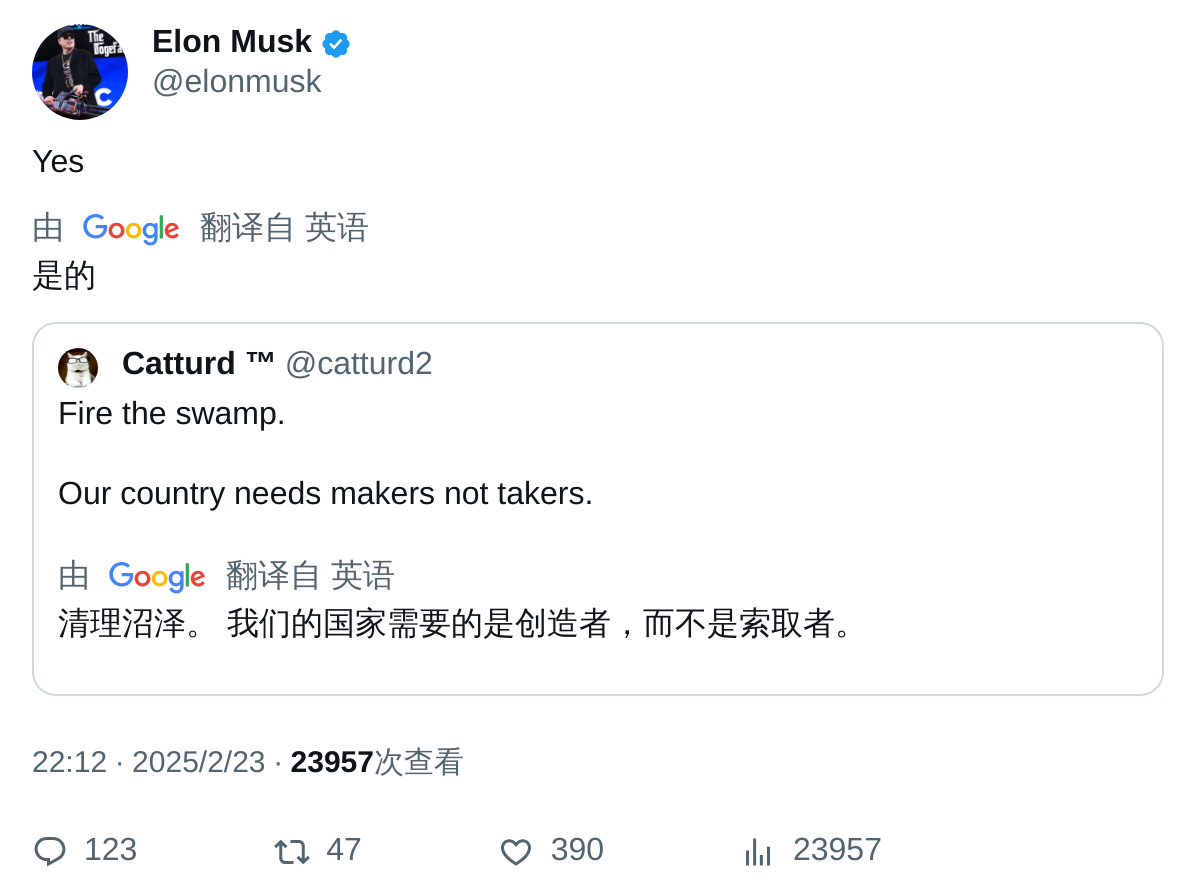 The
Dogefa
C
Elon Musk
@elonmusk
Yes
由 Google 翻译自 英语
是的
Catturd ™ @catturd2
Fire the swamp.
Our country needs makers not takers.
由 Google 翻译自 英语
清理沼泽。 我们的国家需要的是创造者，而不是索取者。
22:12 · 2025/2/23 · 23957次查看
123 47 390 23957